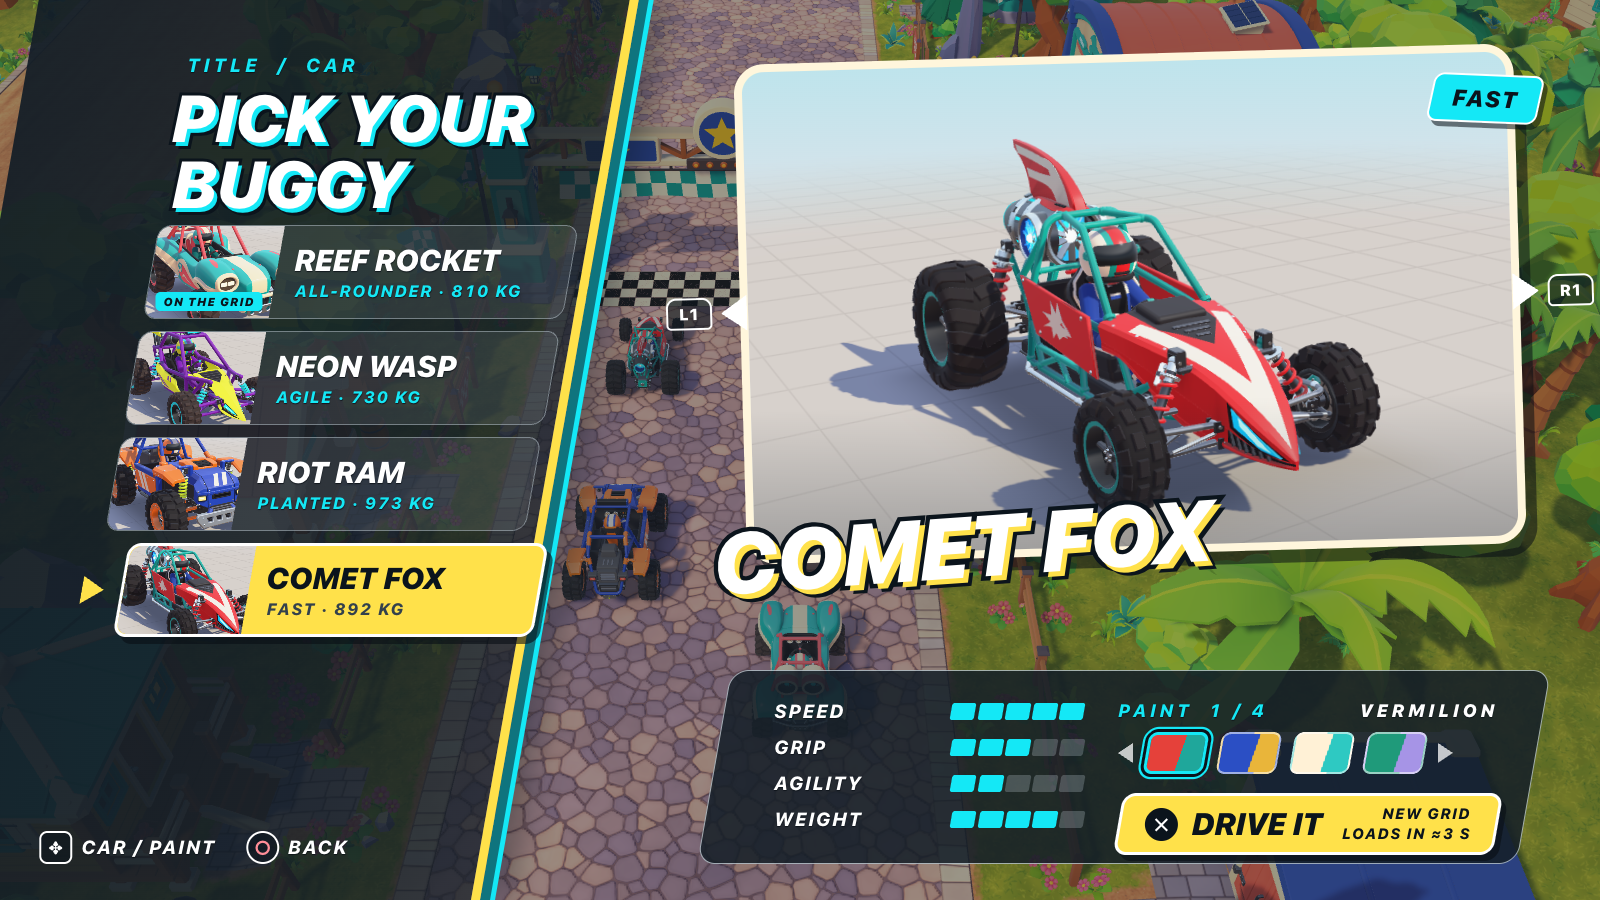 TITLE / CAR
PICK YOUR
BUGGY
REEF ROCKET
ALL-ROUNDER · 810 KG
ON THE GRID
NEON WASP
AGILE · 730 KG
RIOT RAM
PLANTED · 973 KG
COMET FOX
FAST · 892 KG
CAR / PAINT
BACK
FAST
L1
R1
COMET FOX
SPEED
GRIP
AGILITY
WEIGHT
PAINT 1 / 4
VERMILION
DRIVE IT
NEW GRID
LOADS IN ≈3 S